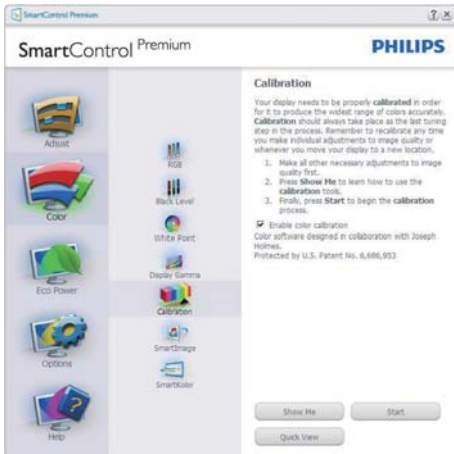 SmartControl Premium
SmartControl Premium
PHILIPS
Adjust
Color
Eco Power
Options
Help
RGB
Black Level
White Point
Display Gamma
Calibration
SmartImage
SmartKolor
Calibration
Your display needs to be properly calibrated in order
for it to produce the widest range of colors accurately.
Calibration should always take place as the last tuning
step in the process. Remember to recalibrate any time
you make individual adjustments to image quality or
whenever you move your display to a new location.
1. Make all other necessary adjustments to image
quality first.
2. Press Show Me to learn how to use the
calibration tools.
3. Finally, press Start to begin the calibration
process.
Enable color calibration
Color software designed in collaboration with Joseph
Holmes.
Protected by U.S. Patent No. 6,686,953
Show Me
Start
Quick View